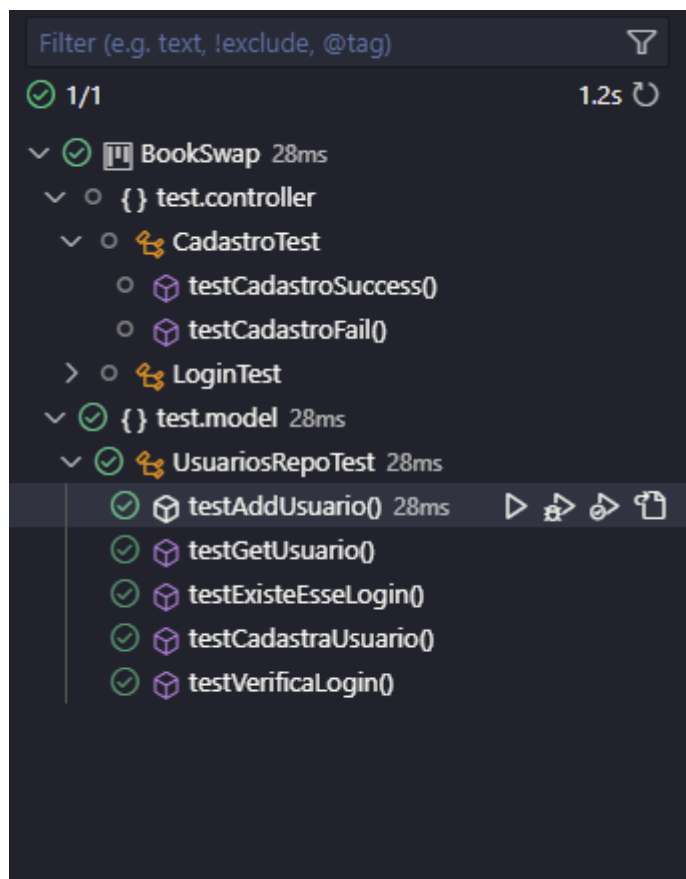 Filter (e.g. text, !exclude, @tag)
1/1 1.2s
BookSwap 28ms
{} test.controller
CadastroTest
testCadastroSuccess()
testCadastroFail()
LoginTest
{} test.model 28ms
UsuariosRepoTest 28ms
testAddUsuario() 28ms
testGetUsuario()
testExisteEsseLogin()
testCadastraUsuario()
testVerificaLogin()